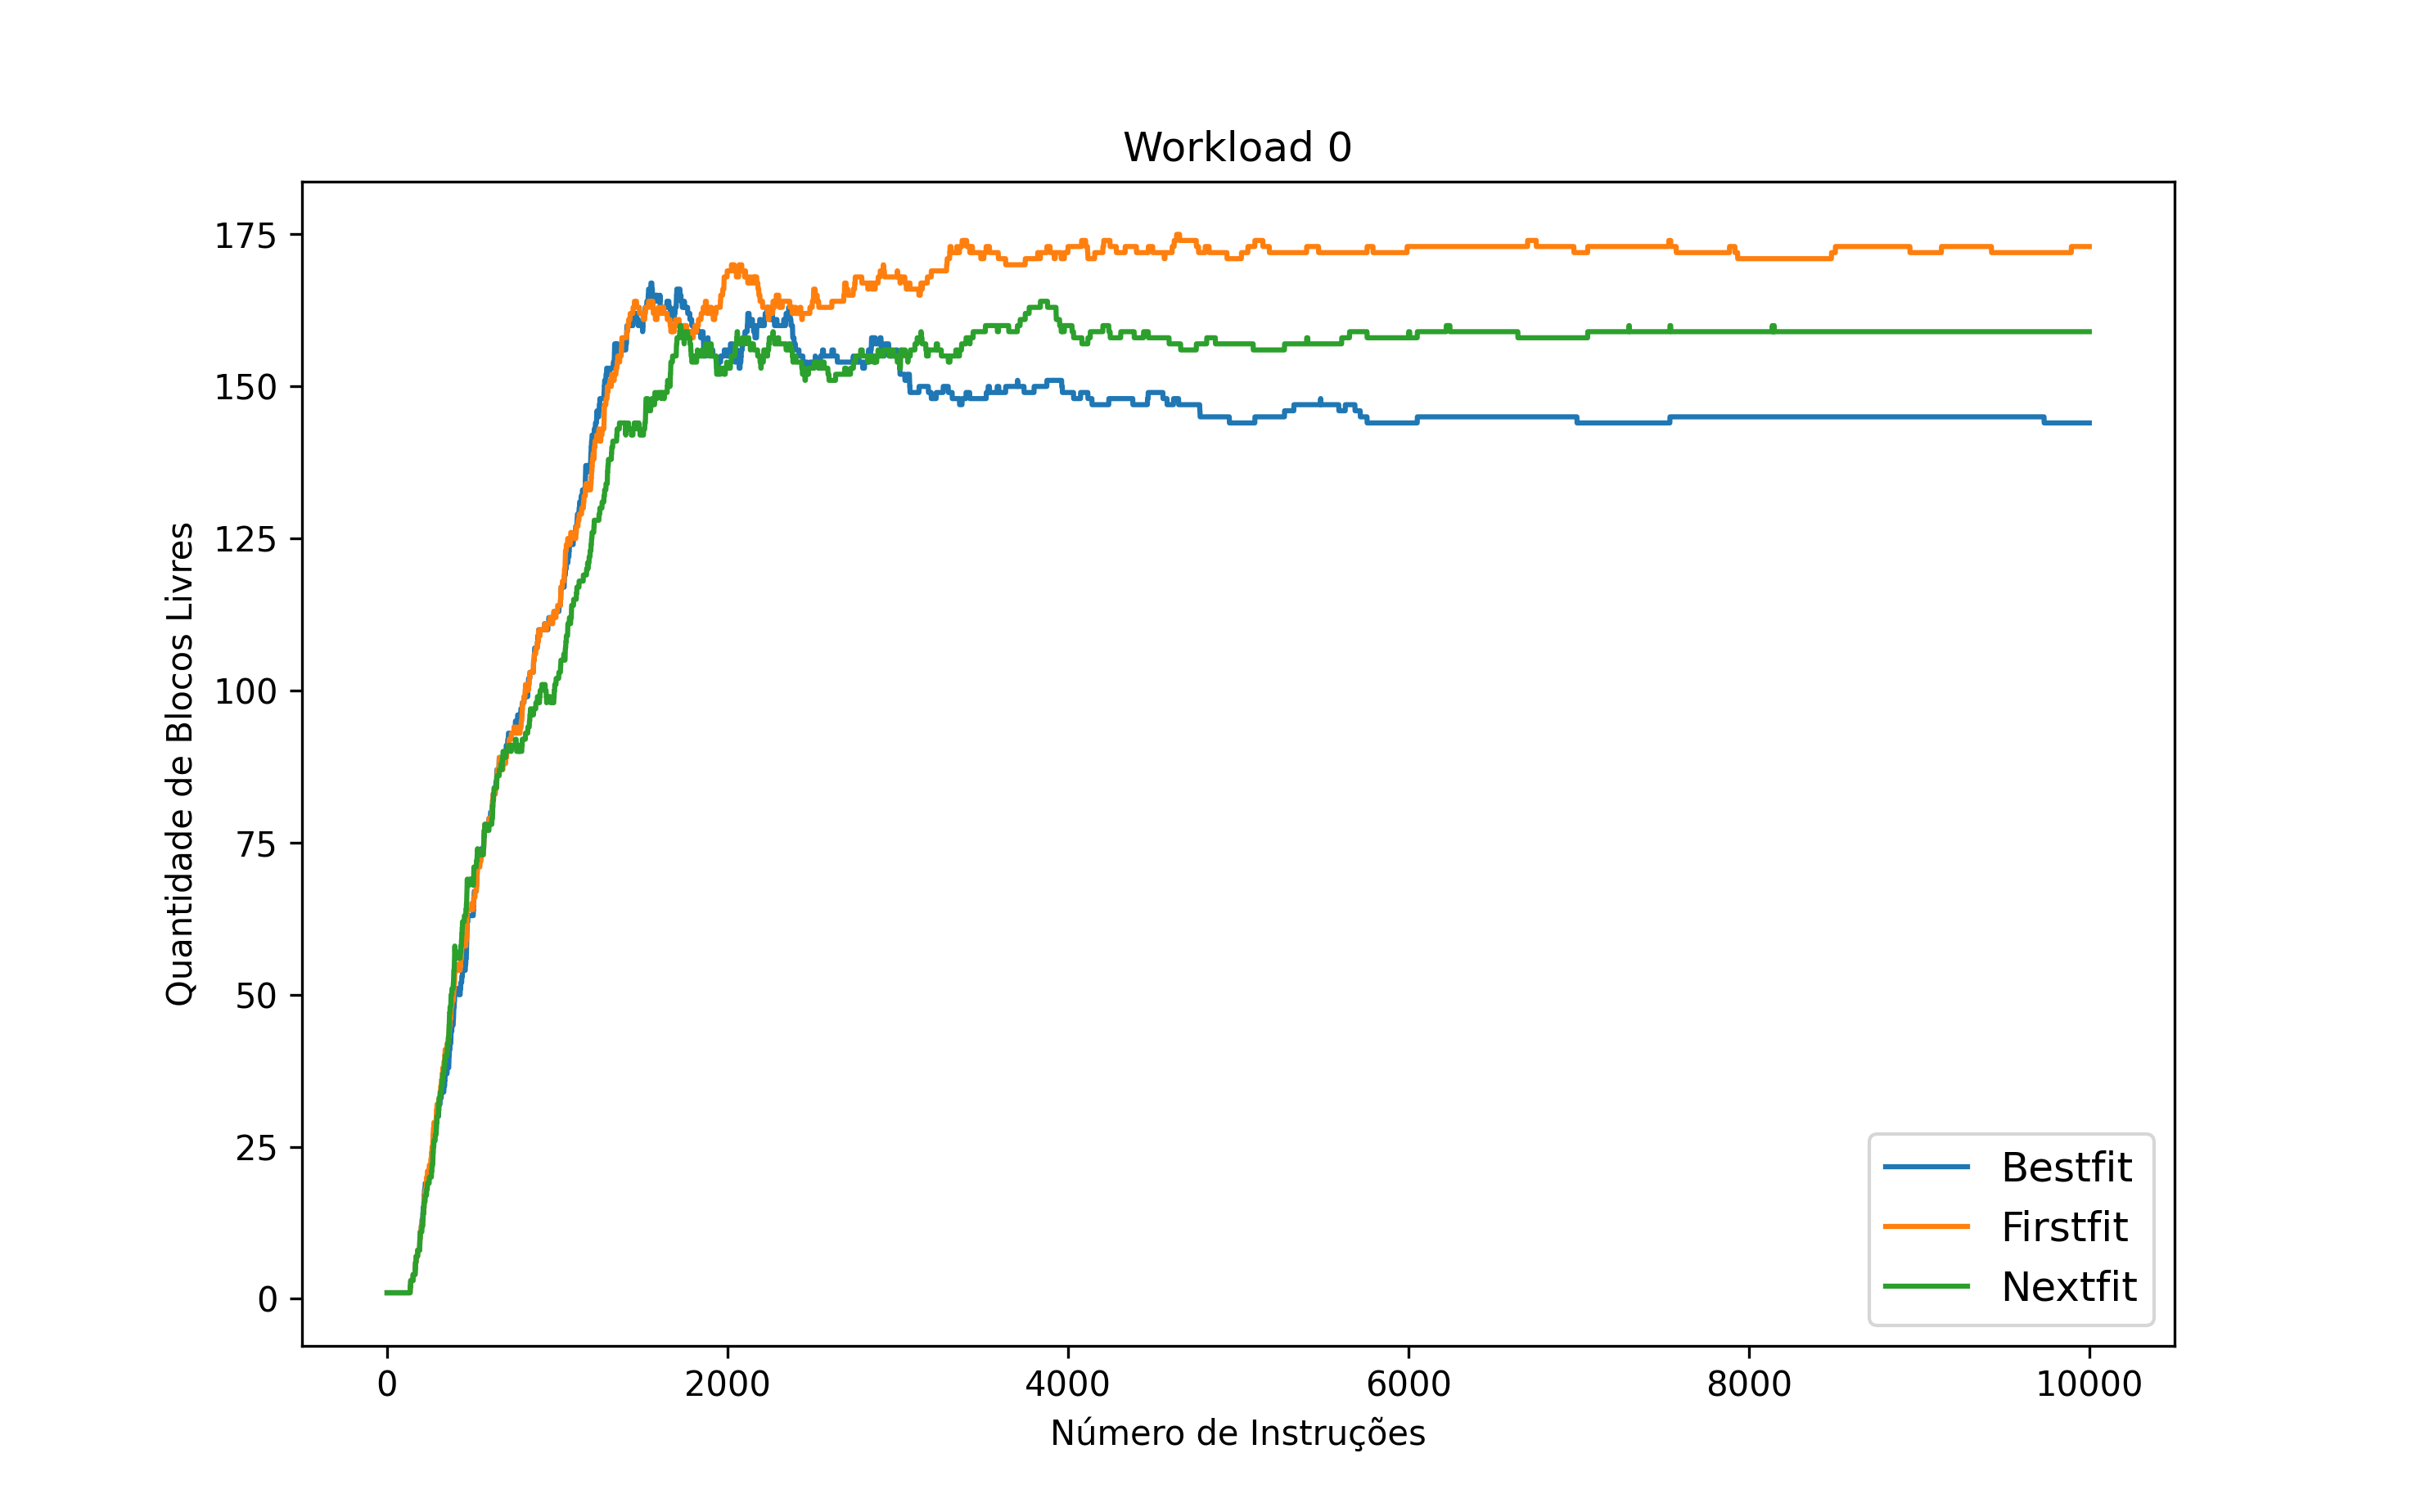 Workload 0
Quantidade de Blocos Livres
175
150
125
100
75
50
25
0
0 2000 4000 6000 8000 10000
Número de Instruções
Bestfit
Firstfit
Nextfit